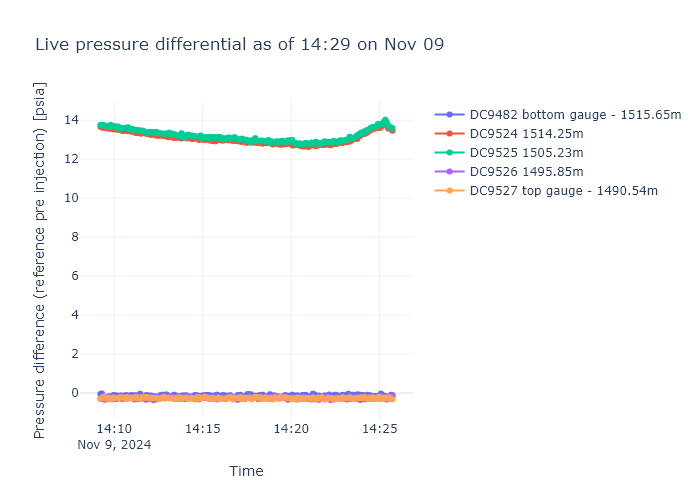 Live pressure differential as of 14:29 on Nov 09
Pressure difference (reference pre injection) [psia]
14
12
10
8
6
4
2
0
14:10
Nov 9, 2024
14:15
14:20
14:25
Time
DC9482 bottom gauge - 1515.65m
DC9524 1514.25m
DC9525 1505.23m
DC9526 1495.85m
DC9527 top gauge - 1490.54m